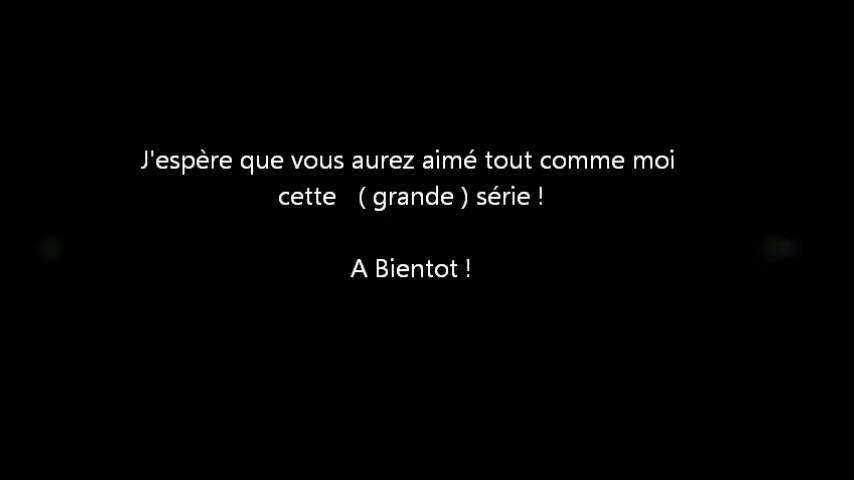 J'espère que vous aurez aimé tout comme moi
cette ( grande ) série !
A Bientot !